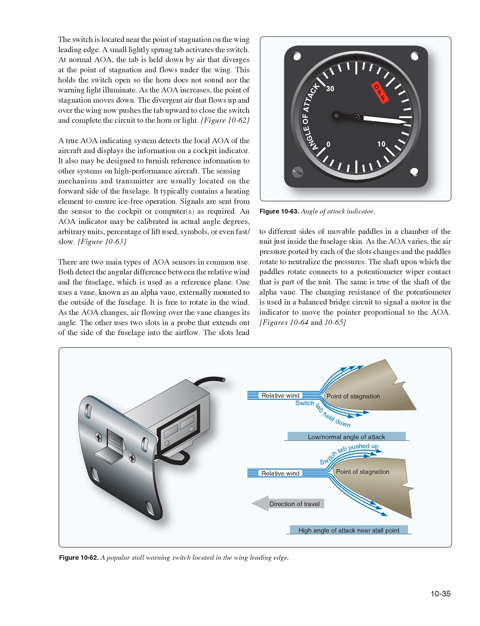 The switch is located near the point of stagnation on the wing
leading edge. A small lightly sprung tab activates the switch.
At normal AOA, the tab is held down by air that diverges
at the point of stagnation and flows under the wing. This
holds the switch open so the horn does not sound nor the
warning light illuminate. As the AOA increases, the point of
stagnation moves down. The divergent air that flows up and
over the wing now pushes the tab upward to close the switch
and complete the circuit to the horn or light. [Figure 10-62]
A true AOA indicating system detects the local AOA of the
aircraft and displays the information on a cockpit indicator.
It also may be designed to furnish reference information to
other systems on high-performance aircraft. The sensing
mechanism and transmitter are usually located on the
forward side of the fuselage. It typically contains a heating
element to ensure ice-free operation. Signals are sent from
the sensor to the cockpit or computer(s) as required. An
AOA indicator may be calibrated in actual angle degrees,
arbitrary units, percentage of lift used, symbols, or even fast/
slow. [Figure 10-63]
There are two main types of AOA sensors in common use.
Both detect the angular difference between the relative wind
and the fuselage, which is used as a reference plane. One
uses a vane, known as an alpha vane, externally mounted to
the outside of the fuselage. It is free to rotate in the wind.
As the AOA changes, air flowing over the vane changes its
angle. The other uses two slots in a probe that extends out
of the side of the fuselage into the airflow. The slots lead
ANGLE OF ATTACK
30
0
10
Figure 10-63. Angle of attack indicator.
to different sides of movable paddles in a chamber of the
unit just inside the fuselage skin. As the AOA varies, the air
pressure ported by each of the slots changes and the paddles
rotate to neutralize the pressures. The shaft upon which the
paddles rotate connects to a potentiometer wiper contact
that is part of the unit. The same is true of the shaft of the
alpha vane. The changing resistance of the potentiometer
is used in a balanced bridge circuit to signal a motor in the
indicator to move the pointer proportional to the AOA.
[Figures 10-64 and 10-65]
Relative wind
Point of stagnation
Switch tab held down
Low/normal angle of attack
Switch tab pushed up
Relative wind
Point of stagnation
Direction of travel
High angle of attack near stall point
Figure 10-62. A popular stall warning switch located in the wing leading edge.
10-35